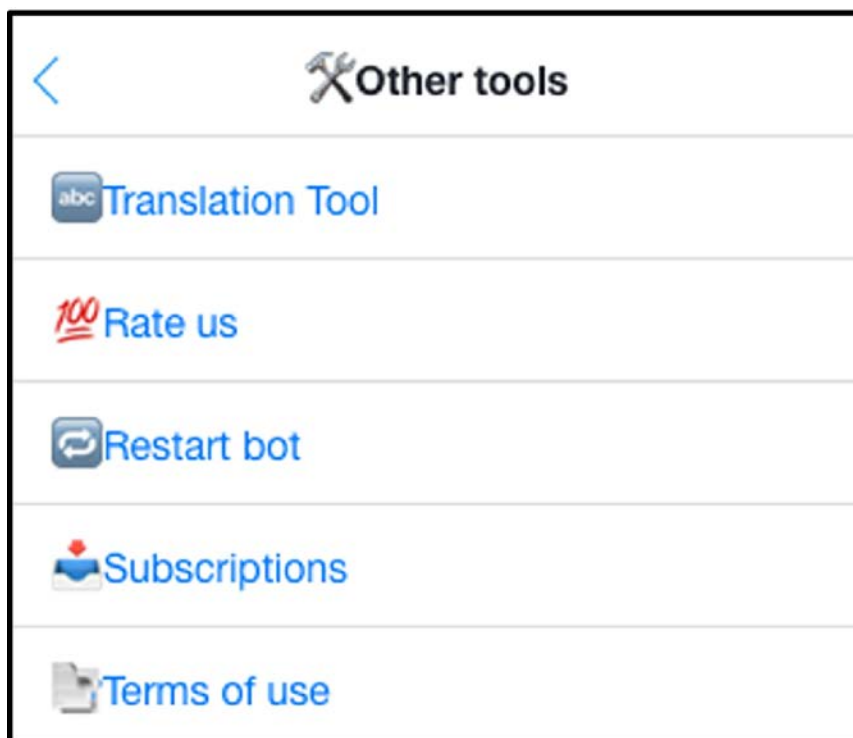 Other tools
Translation Tool
Rate us
Restart bot
Subscriptions
Terms of use